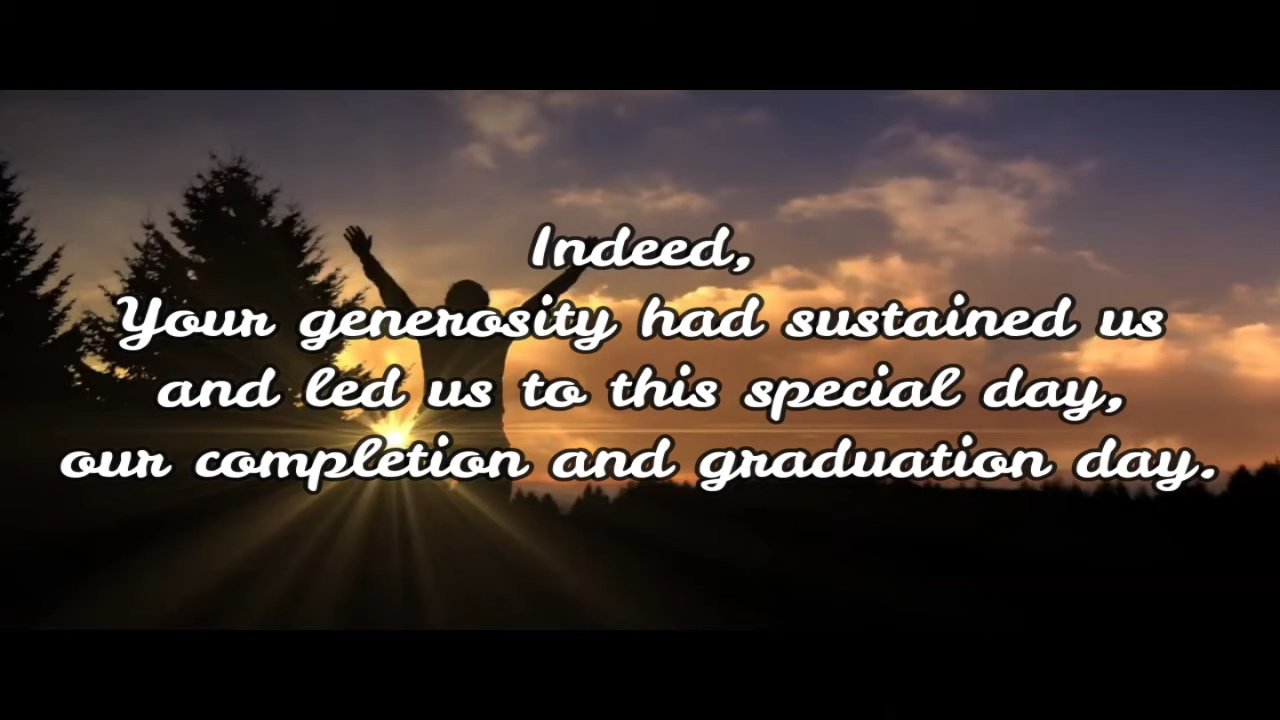 Indeed,
Your generosity had sustained us
and led us to this special day,
our completion and graduation day.